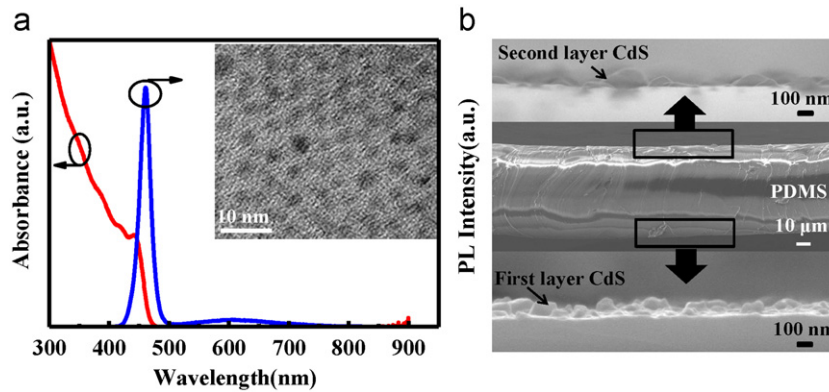 a
Absorbance (a.u.)
10 nm
PL Intensity(a.u.)
300 400 500 600 700 800 900
Wavelength(nm)
b
Second layer CdS
100 nm
PDMS
10 μm
First layer CdS
100 nm